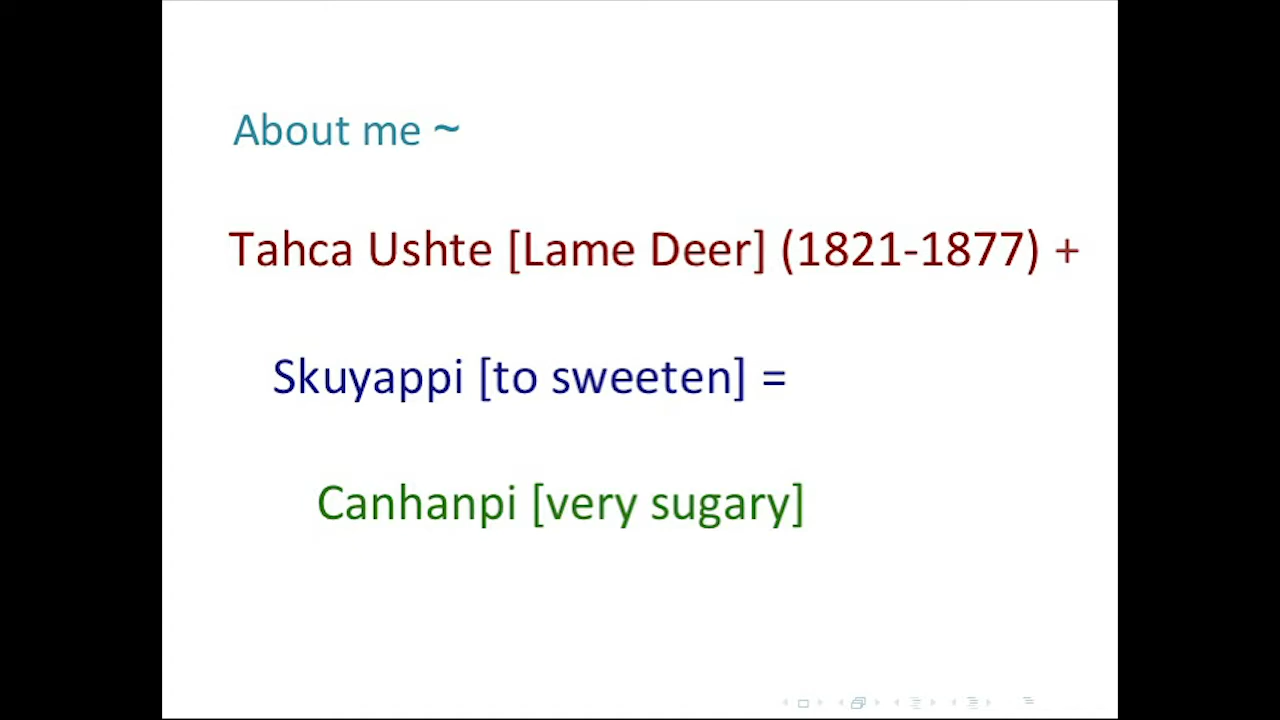 About me ~
Tahca Ushte [Lame Deer] (1821-1877) +
Skuyappi [to sweeten] =
Canhanpi [very sugary]